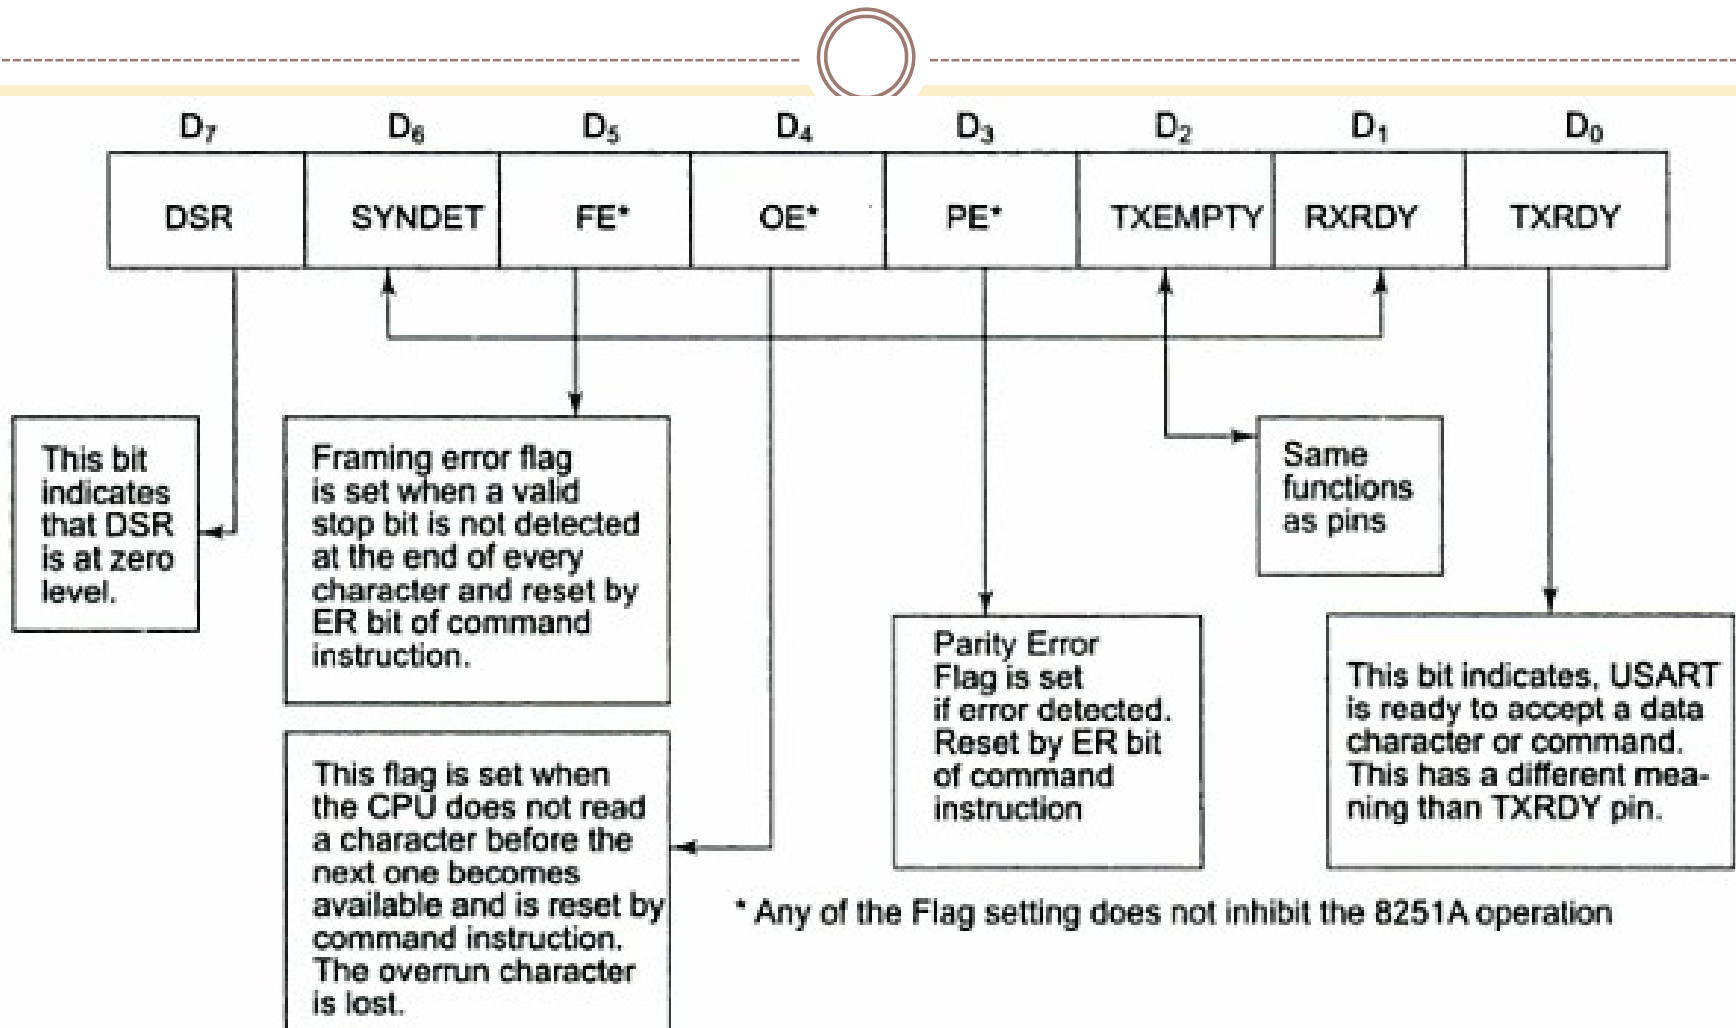 D7 D6 D5 D4 D3 D2 D1 D0
DSR SYNDET FE* OE* PE* TXEMPTY RXRDY TXRDY
This bit
indicates
that DSR
is at zero
level.
Framing error flag
is set when a valid
stop bit is not detected
at the end of every
character and reset by
ER bit of command
instruction.
This flag is set when
the CPU does not read
a character before the
next one becomes
available and is reset by
command instruction.
The overrun character
is lost.
Parity Error
Flag is set
if error detected.
Reset by ER bit
of command
instruction
Same
functions
as pins
This bit indicates, USART
is ready to accept a data
character or command.
This has a different mea-
ning than TXRDY pin.
* Any of the Flag setting does not inhibit the 8251A operation